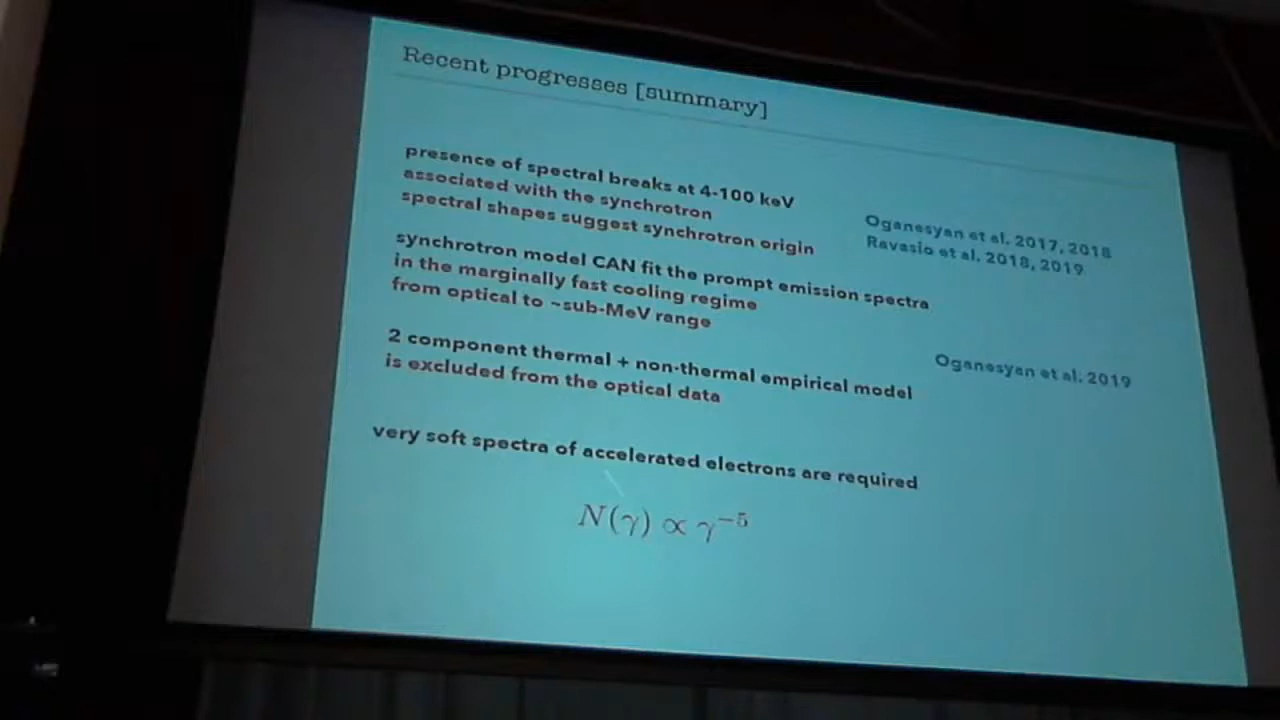 Recent progresses [summary]
presence of spectral breaks at 4-100 keV
associated with the synchrotron
spectral shapes suggest synchrotron origin
Oganesyan et al. 2017, 2018
Ravasio et al. 2018, 2019
synchrotron model CAN fit the prompt emission spectra
in the marginally fast cooling regime
from optical to ~sub-MeV range
Oganesyan et al. 2019
2 component thermal + non-thermal empirical model
is excluded from the optical data
very soft spectra of accelerated electrons are required
N(γ) ∝ γ⁻⁵